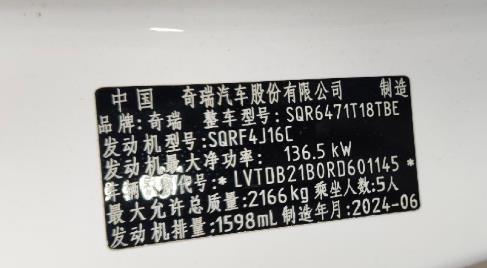 中国 奇瑞汽车股份有限公司 制造
品牌:奇瑞 整车型号:SQR6471T18TBE
发动机型号:SQRF4J16C
发动机最大净功率: 136.5 kW
车辆 代号:* LVTDB21B0RD601145 *
最大允许总质量:2166kg 乘坐人数:5人
发动机排量:1598mL 制造年月:2024-06